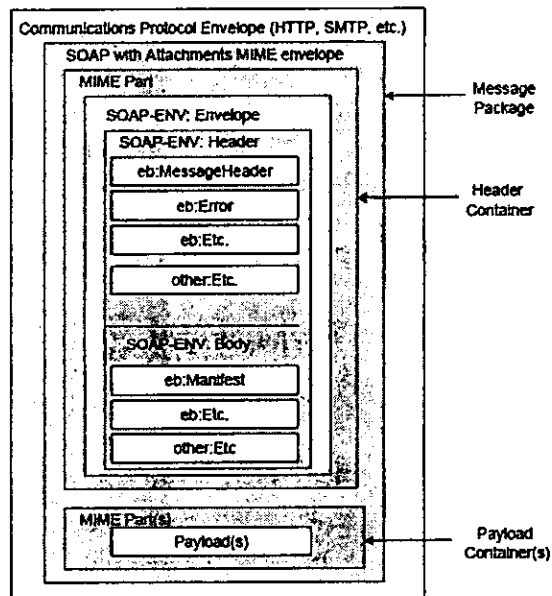 Communications Protocol Envelope (HTTP, SMTP, etc.)
SOAP with Attachments MIME envelope
MIME Part
SOAP-ENV: Envelope
SOAP-ENV: Header
eb:MessageHeader
eb:Error
eb:Etc.
other:Etc.
SOAP-ENV: Body
eb:Manifest
eb:Etc.
other:Etc
MIME Part(s)
Payload(s)
Message
Package
Header
Container
Payload
Container(s)